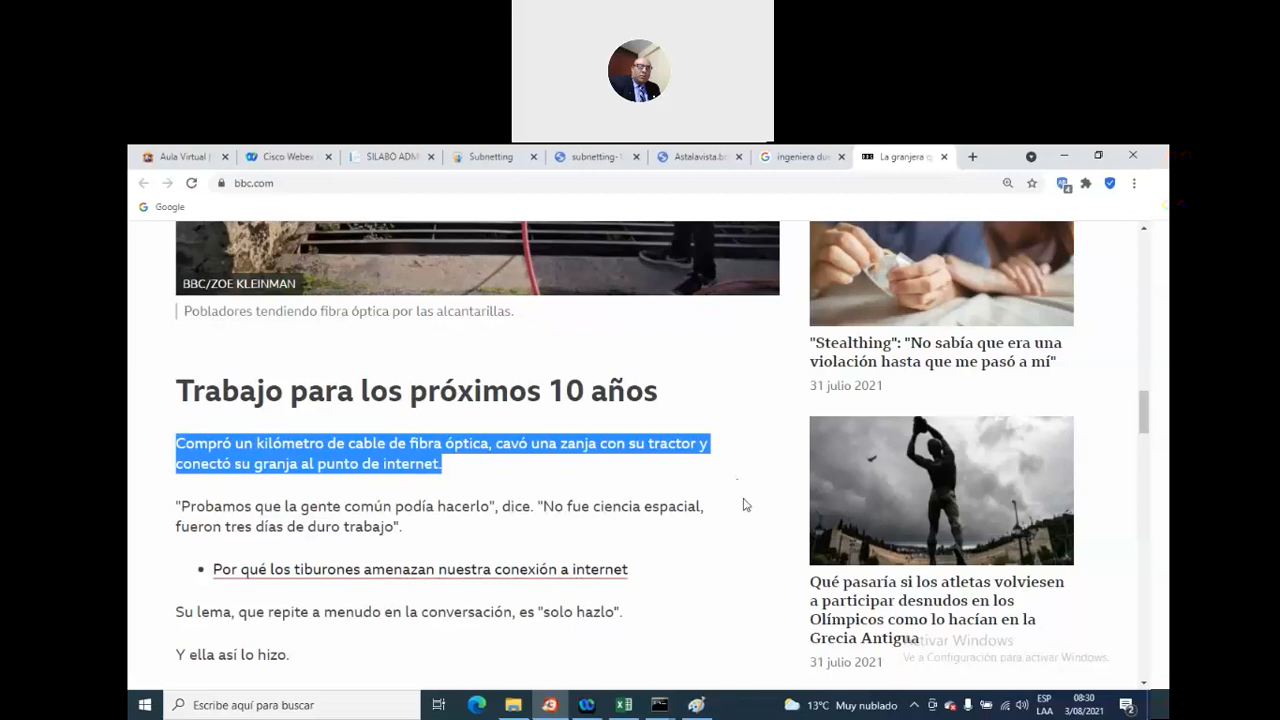 Aula Virtual |
Cisco Webex
SILABO ADM
Subnetting
subnetting-
Astalavista.b
ingeniera du
La granjera q
bbc.com
Google
BBC/ZOE KLEINMAN
Pobladores tendiendo fibra óptica por las alcantarillas.
Trabajo para los próximos 10 años
Compró un kilómetro de cable de fibra óptica, cavó una zanja con su tractor y
conectó su granja al punto de internet.
"Probamos que la gente común podía hacerlo", dice. "No fue ciencia espacial,
fueron tres días de duro trabajo".
Por qué los tiburones amenazan nuestra conexión a internet
Su lema, que repite a menudo en la conversación, es "solo hazlo".
Y ella así lo hizo.
"Stealthing": "No sabía que era una
violación hasta que me pasó a mí"
31 julio 2021
Qué pasaría si los atletas volviesen
a participar desnudos en los
Olímpicos como lo hacían en la
Grecia Antigua
31 julio 2021
Activar Windows
Ve a Configuración para activar Windows.
Escribe aquí para buscar
13°C Muy nublado
ESP
LAA
08:30
3/08/2021
2